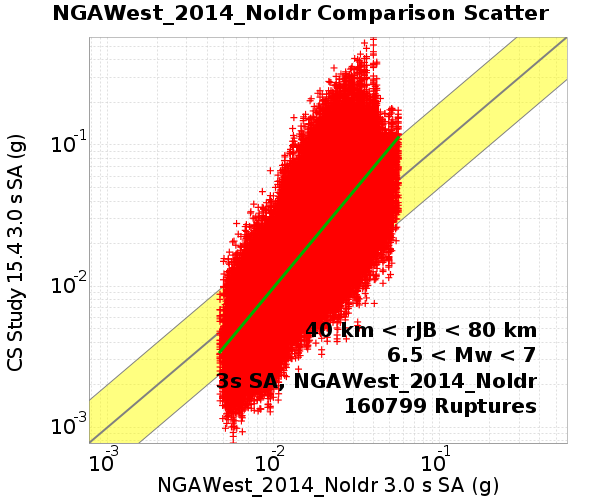 NGAWest_2014_NoIdr Comparison Scatter
CS Study 15.4 3.0 s SA (g)
10-1
10-2
10-3
40 km < rJB < 80 km
6.5 < Mw < 7
3s SA, NGAWest_2014_NoIdr
160799 Ruptures
10-3 10-2 10-1
NGAWest_2014_NoIdr 3.0 s SA (g)